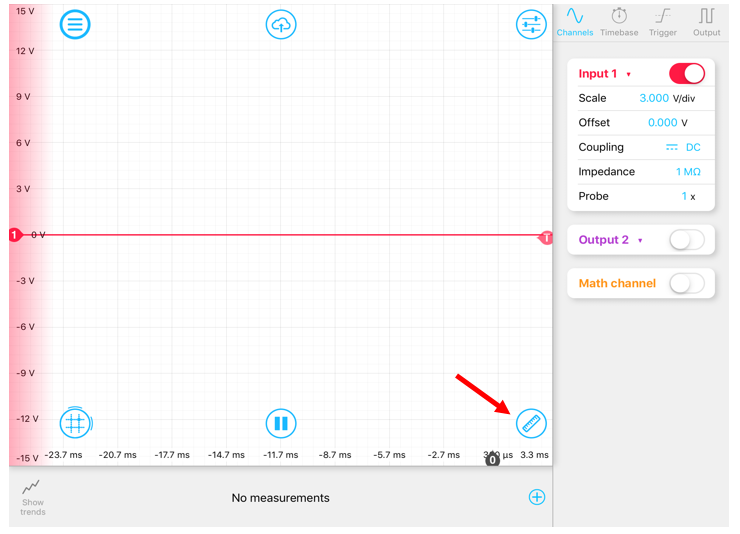 15 V
12 V
9 V
6 V
3 V
1 0 V T
-3 V
-6 V
-9 V
-12 V
-15 V
-23.7 ms -20.7 ms -17.7 ms -14.7 ms -11.7 ms -8.7 ms -5.7 ms -2.7 ms 0 µs 3.3 ms
Show
trends
No measurements
Channels Timebase Trigger Output
Input 1
Scale 3.000 V/div
Offset 0.000 V
Coupling DC
Impedance 1 MΩ
Probe 1 x
Output 2
Math channel